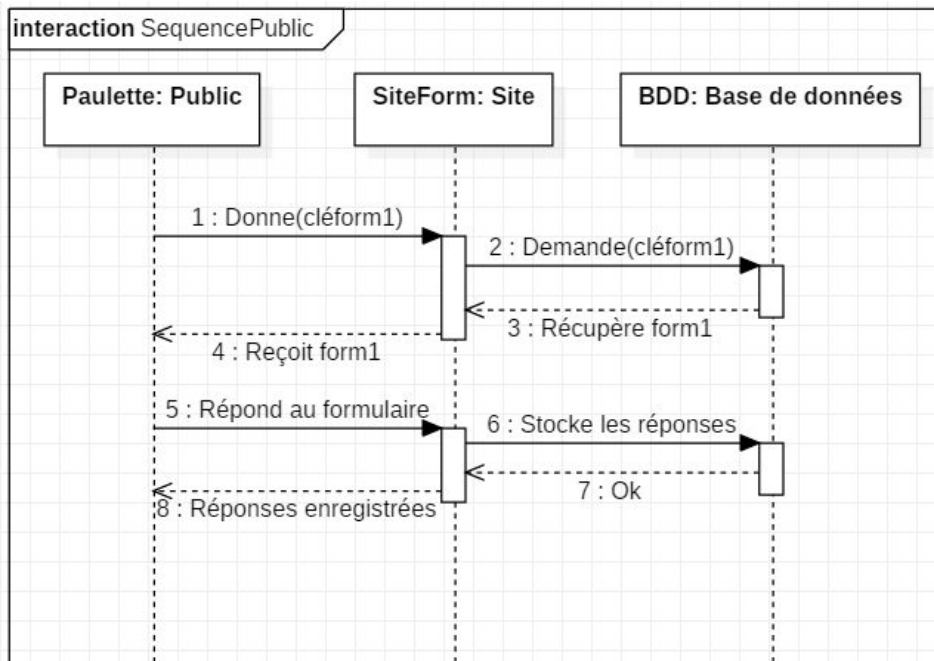 interaction SequencePublic
Paulette: Public
SiteForm: Site
BDD: Base de données
1 : Donne(cléform1)
2 : Demande(cléform1)
3 : Récupère form1
4 : Reçoit form1
5 : Répond au formulaire
6 : Stocke les réponses
7 : Ok
8 : Réponses enregistrées